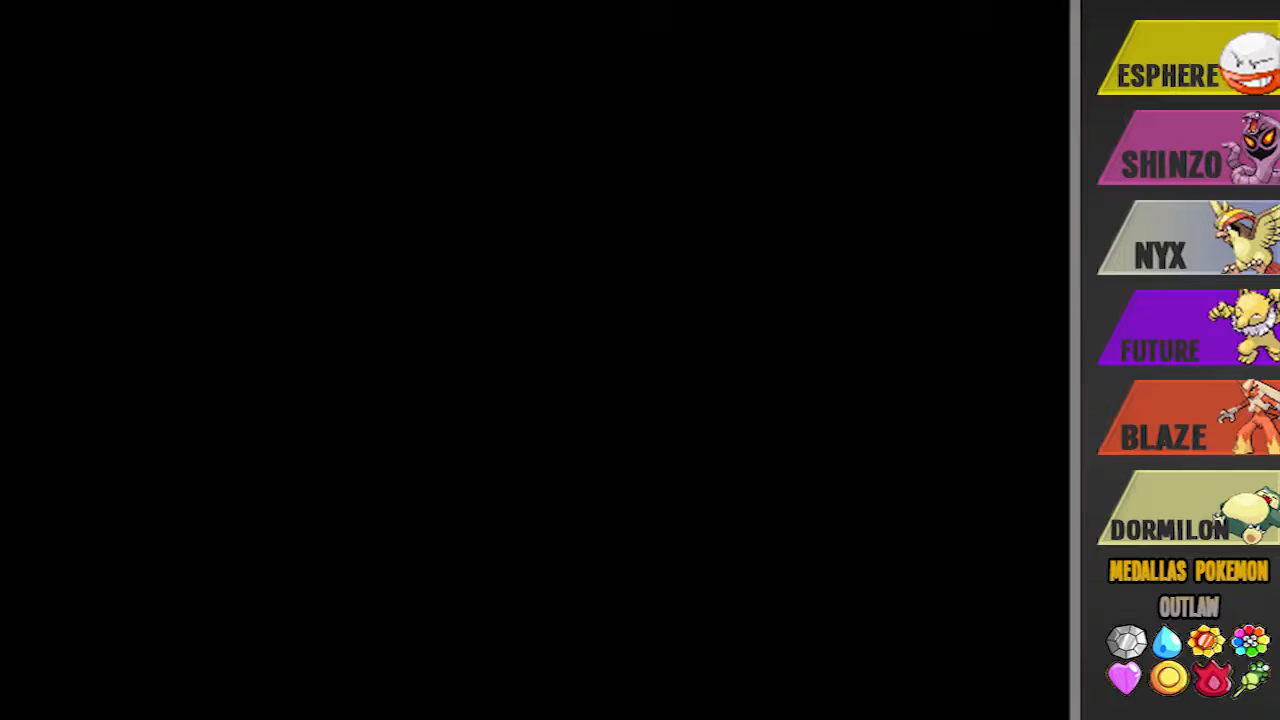 ESPHERE
SHINZO
NYX
FUTURE
BLAZE
DORMILON
MEDALLAS POKEMON
OUTLAW